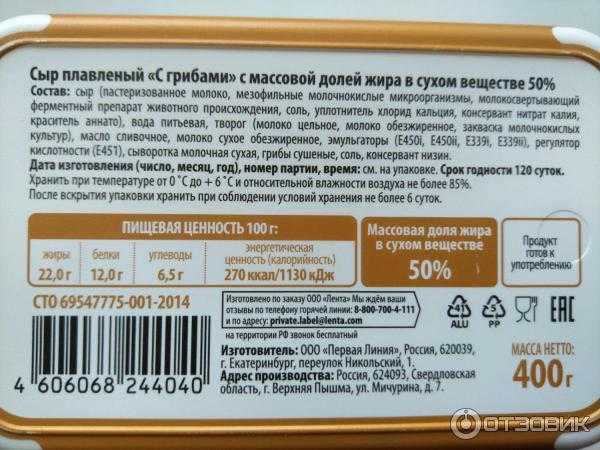 Сыр плавленый «С грибами» с массовой долей жира в сухом веществе 50%
Состав: сыр (пастеризованное молоко, мезофильные молочнокислые микроорганизмы, молокосвертывающий
ферментный препарат животного происхождения, соль, уплотнитель хлорид кальция, консервант нитрат калия,
краситель аннато), вода питьевая, творог (молоко цельное, молоко обезжиренное, закваска молочнокислых
культур), масло сливочное, молоко сухое обезжиренное, эмульгаторы (Е450i, Е450ii, Е339i, Е339ii), регулятор
кислотности (Е451), сыворотка молочная сухая, грибы сушеные, соль, консервант низин.
Дата изготовления (число, месяц, год), номер партии, время: см. на упаковке. Срок годности 120 суток.
Хранить при температуре от 0˚С до + 6˚С и относительной влажности воздуха не более 85%.
После вскрытия упаковки хранить при соблюдении условий хранения не более 6 суток.
ПИЩЕВАЯ ЦЕННОСТЬ 100 г:
жиры
22,0 г
белки
12,0 г
углеводы
6,5 г
энергетическая
ценность (калорийность)
270 ккал/1130 кДж
Массовая доля жира
в сухом веществе
50%
Продукт
готов к
употреблению
СТО 69547775-001-2014
Изготовлено по заказу ООО «Лента» Мы ждём ваши
отзывы по телефону горячей линии: 8-800-700-4-111
и по адресу: private.label@lenta.com
на территории РФ звонок бесплатный
41
ALU
5
PP
ЕАС
Изготовитель: ООО "Первая Линия", Россия, 620039,
г. Екатеринбург, переулок Никольский, 1.
Адрес производства: Россия, 624093, Свердловская
область, г. Верхняя Пышма, ул. Мичурина, д. 7.
МАССА НЕТТО:
400 г
4 606068 244040
ОТЗОВИК